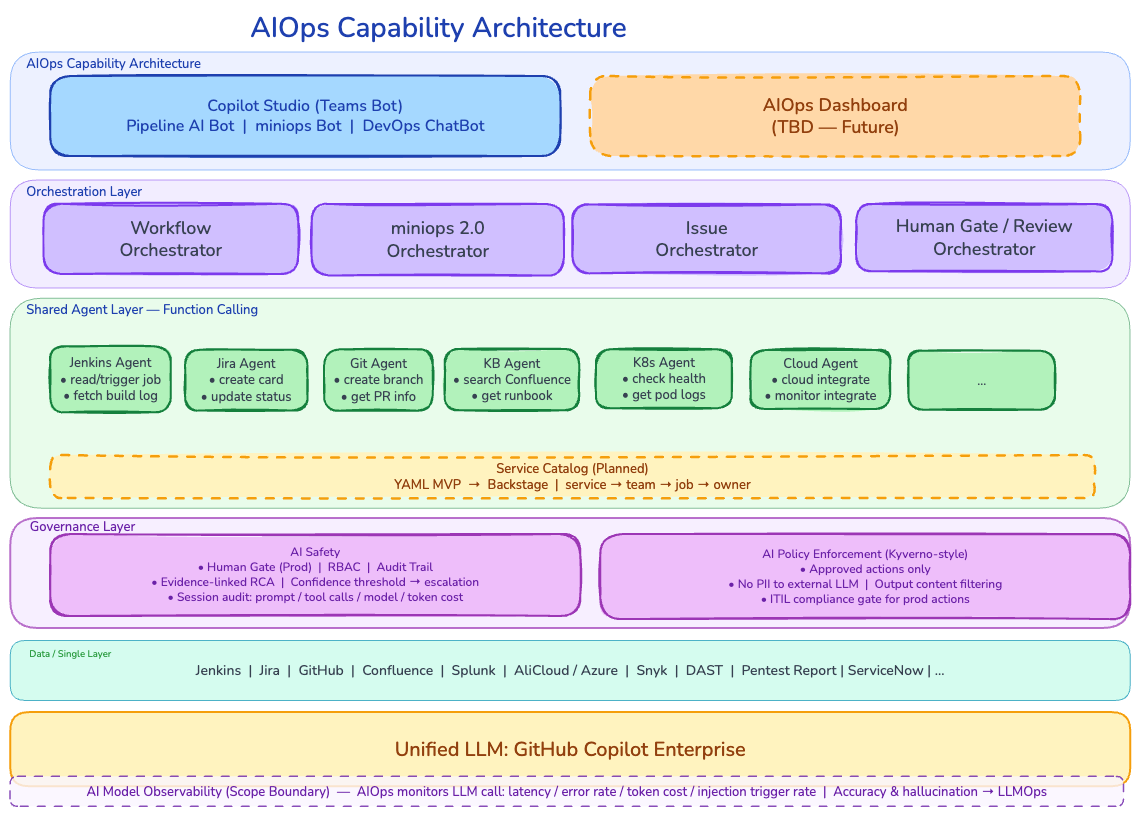 AIOps Capability Architecture
AIOps Capability Architecture
Copilot Studio (Teams Bot)
Pipeline AI Bot | miniops Bot | DevOps ChatBot
AIOps Dashboard
(TBD — Future)
Orchestration Layer
Workflow
Orchestrator
miniops 2.0
Orchestrator
Issue
Orchestrator
Human Gate / Review
Orchestrator
Shared Agent Layer — Function Calling
Jenkins Agent
• read/trigger job
• fetch build log
Jira Agent
• create card
• update status
Git Agent
• create branch
• get PR info
KB Agent
• search Confluence
• get runbook
K8s Agent
• check health
• get pod logs
Cloud Agent
• cloud integrate
• monitor integrate
...
Service Catalog (Planned)
YAML MVP → Backstage | service → team → job → owner
Governance Layer
AI Safety
• Human Gate (Prod) | RBAC | Audit Trail
• Evidence-linked RCA | Confidence threshold → escalation
• Session audit: prompt / tool calls / model / token cost
AI Policy Enforcement (Kyverno-style)
• Approved actions only
• No PII to external LLM | Output content filtering
• ITIL compliance gate for prod actions
Data / Single Layer
Jenkins | Jira | GitHub | Confluence | Splunk | AliCloud / Azure | Snyk | DAST | Pentest Report | ServiceNow | ...
Unified LLM: GitHub Copilot Enterprise
AI Model Observability (Scope Boundary) — AIOps monitors LLM call: latency / error rate / token cost / injection trigger rate | Accuracy & hallucination → LLMOps